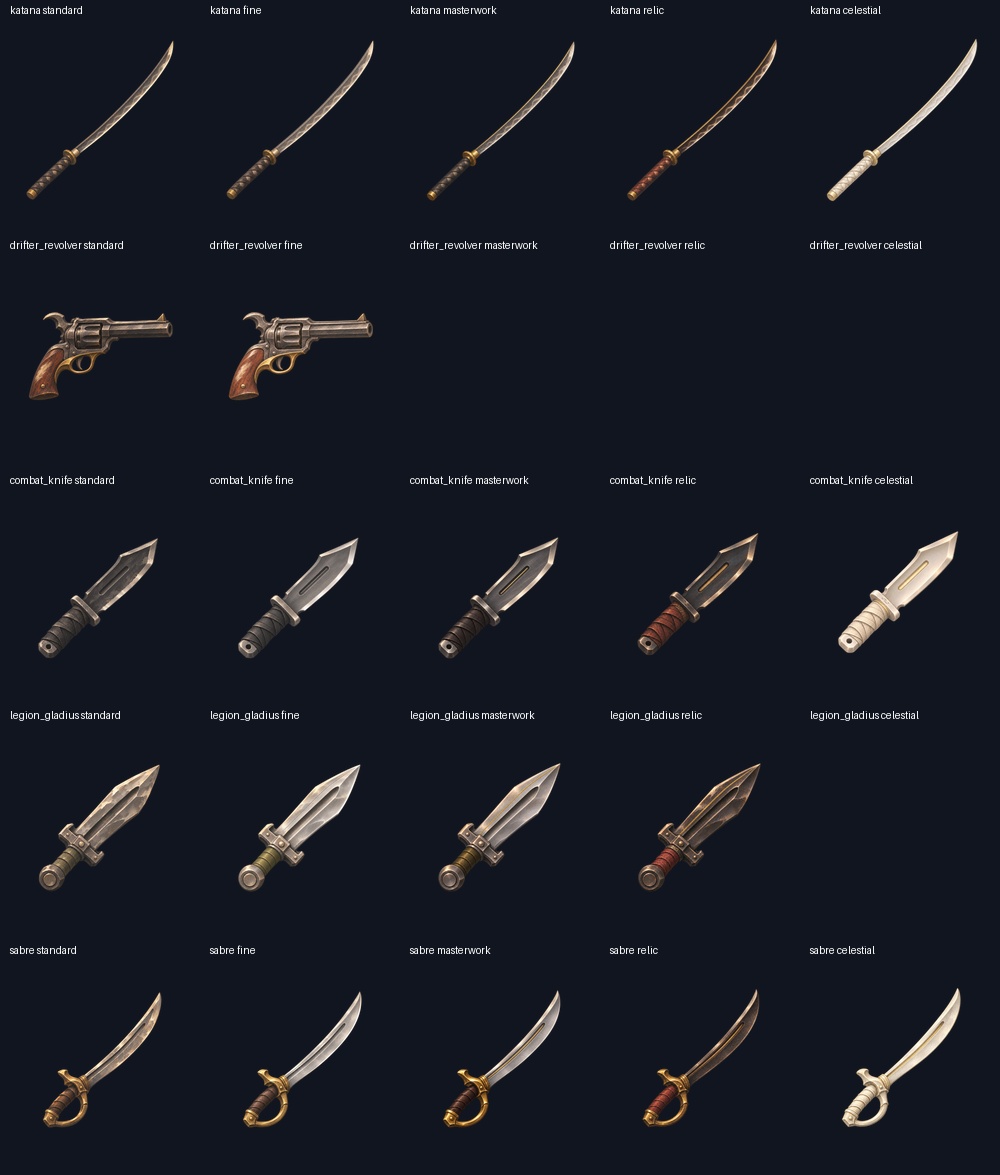 katana standard
katana fine
katana masterwork
katana relic
katana celestial
drifter_revolver standard
drifter_revolver fine
drifter_revolver masterwork
drifter_revolver relic
drifter_revolver celestial
combat_knife standard
combat_knife fine
combat_knife masterwork
combat_knife relic
combat_knife celestial
legion_gladius standard
legion_gladius fine
legion_gladius masterwork
legion_gladius relic
legion_gladius celestial
sabre standard
sabre fine
sabre masterwork
sabre relic
sabre celestial